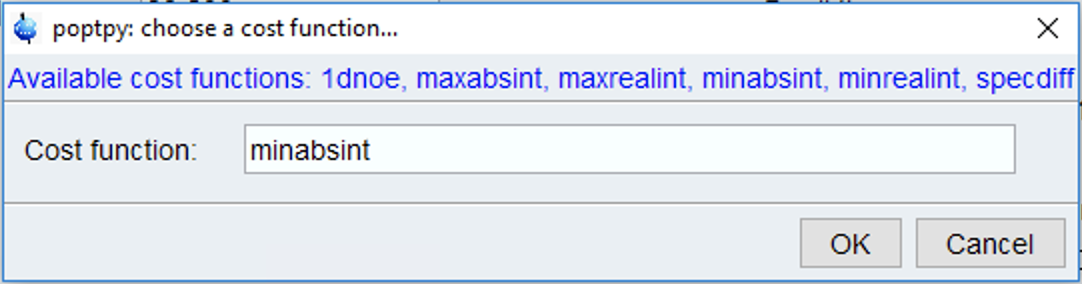 poptpy: choose a cost function...
Available cost functions: 1dnoe, maxabsint, maxrealint, minabsint, minrealint, specdiff
Cost function: minabsint
OK Cancel